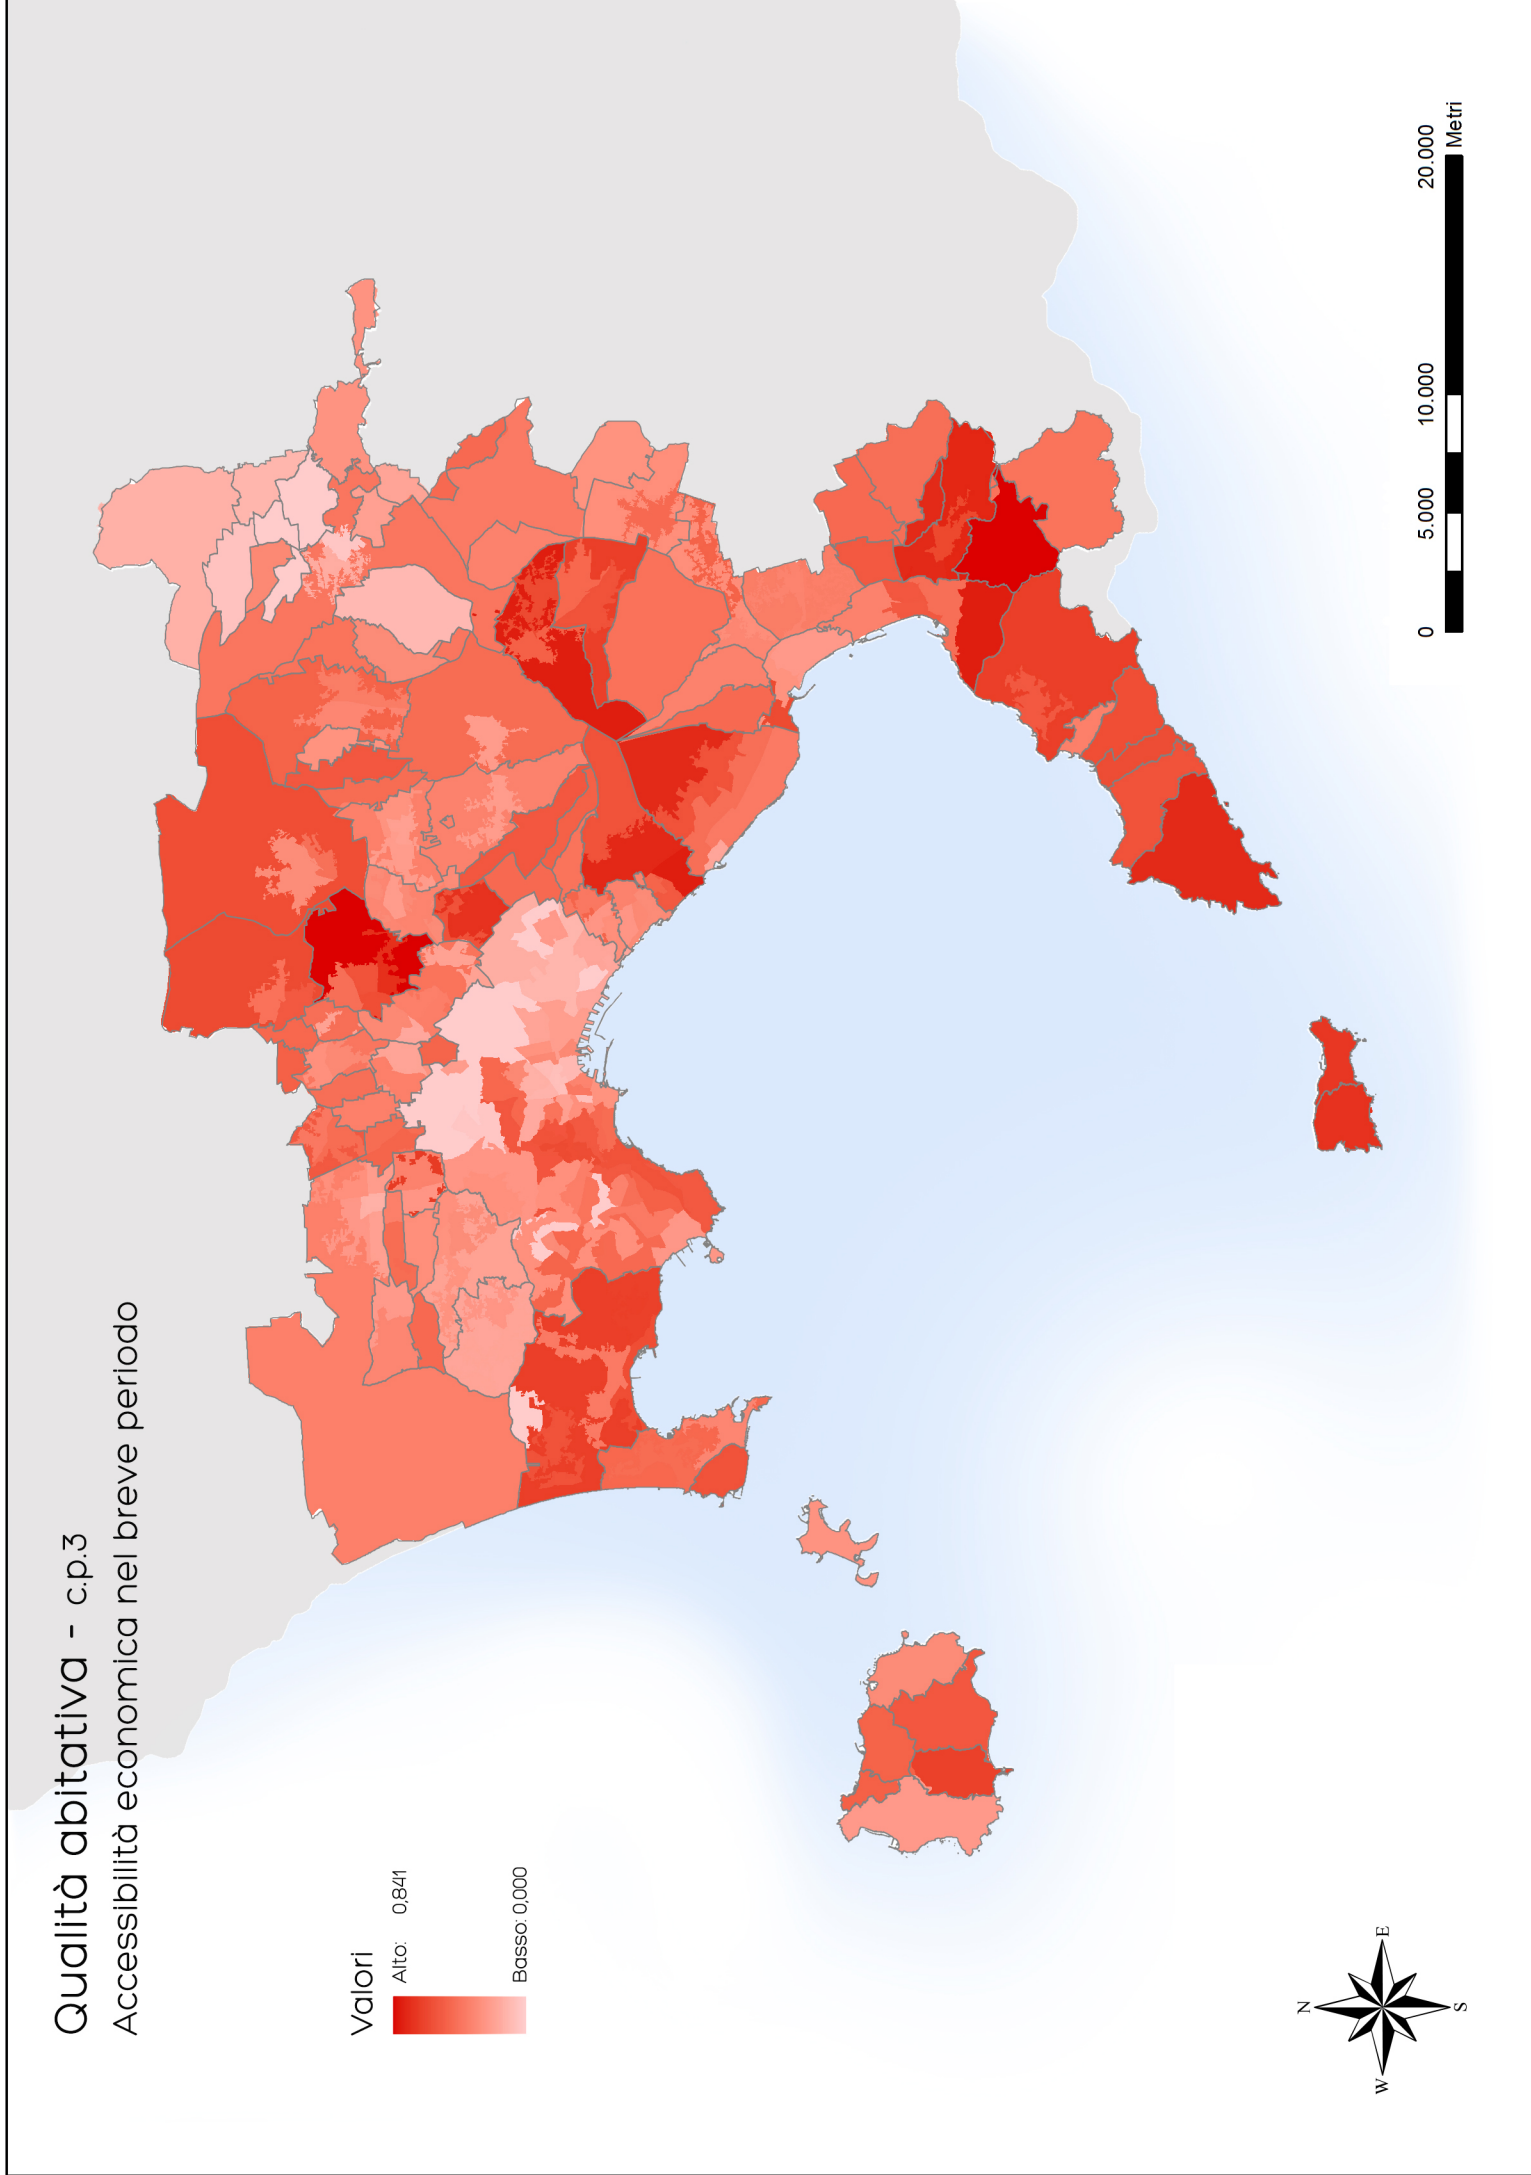 Qualità abitativa - c.p.3
Accessibilità economica nel breve periodo
Valori
Alto: 0,841
Basso: 0,000
N
W
E
S
0 5.000 10.000 20.000
Metri